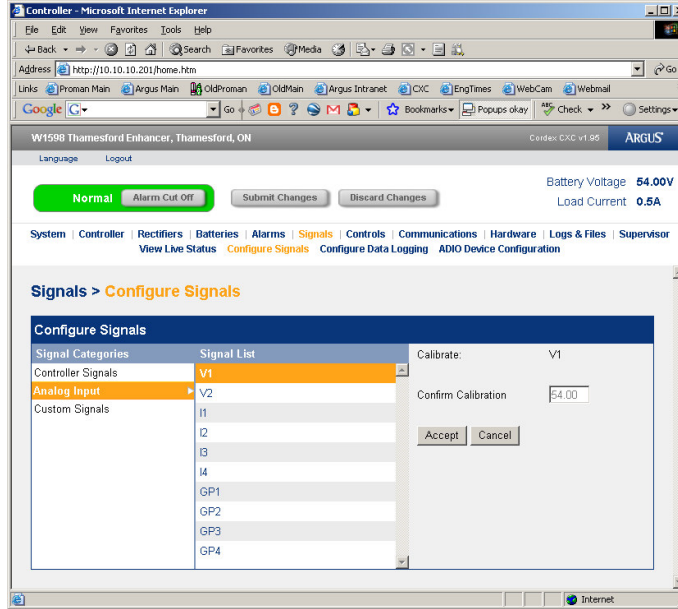 Controller - Microsoft Internet Explorer
File Edit View Favorites Tools Help
Back Search Favorites Media
Address http://10.10.10.201/home.htm Go
Links Proman Main Argus Main OldProman OldMain Argus Intranet CXC EngTimes WebCam Webmail
Google G Go Bookmarks Popups okay Check » Settings
W1598 Thamesford Enhancer, Thamesford, ON Cordex CXC v1.95 ARGUS
Language Logout
Battery Voltage 54.00V
Normal Alarm Cut Off Submit Changes Discard Changes
Load Current 0.5A
System | Controller | Rectifiers | Batteries | Alarms | Signals | Controls | Communications | Hardware | Logs & Files | Supervisor
View Live Status Configure Signals Configure Data Logging ADIO Device Configuration
Signals > Configure Signals
Configure Signals
Signal Categories Signal List Calibrate: V1
Controller Signals V1
Analog Input V2 Confirm Calibration 54.00
Custom Signals I1
I2 Accept Cancel
I3
I4
GP1
GP2
GP3
GP4
Internet